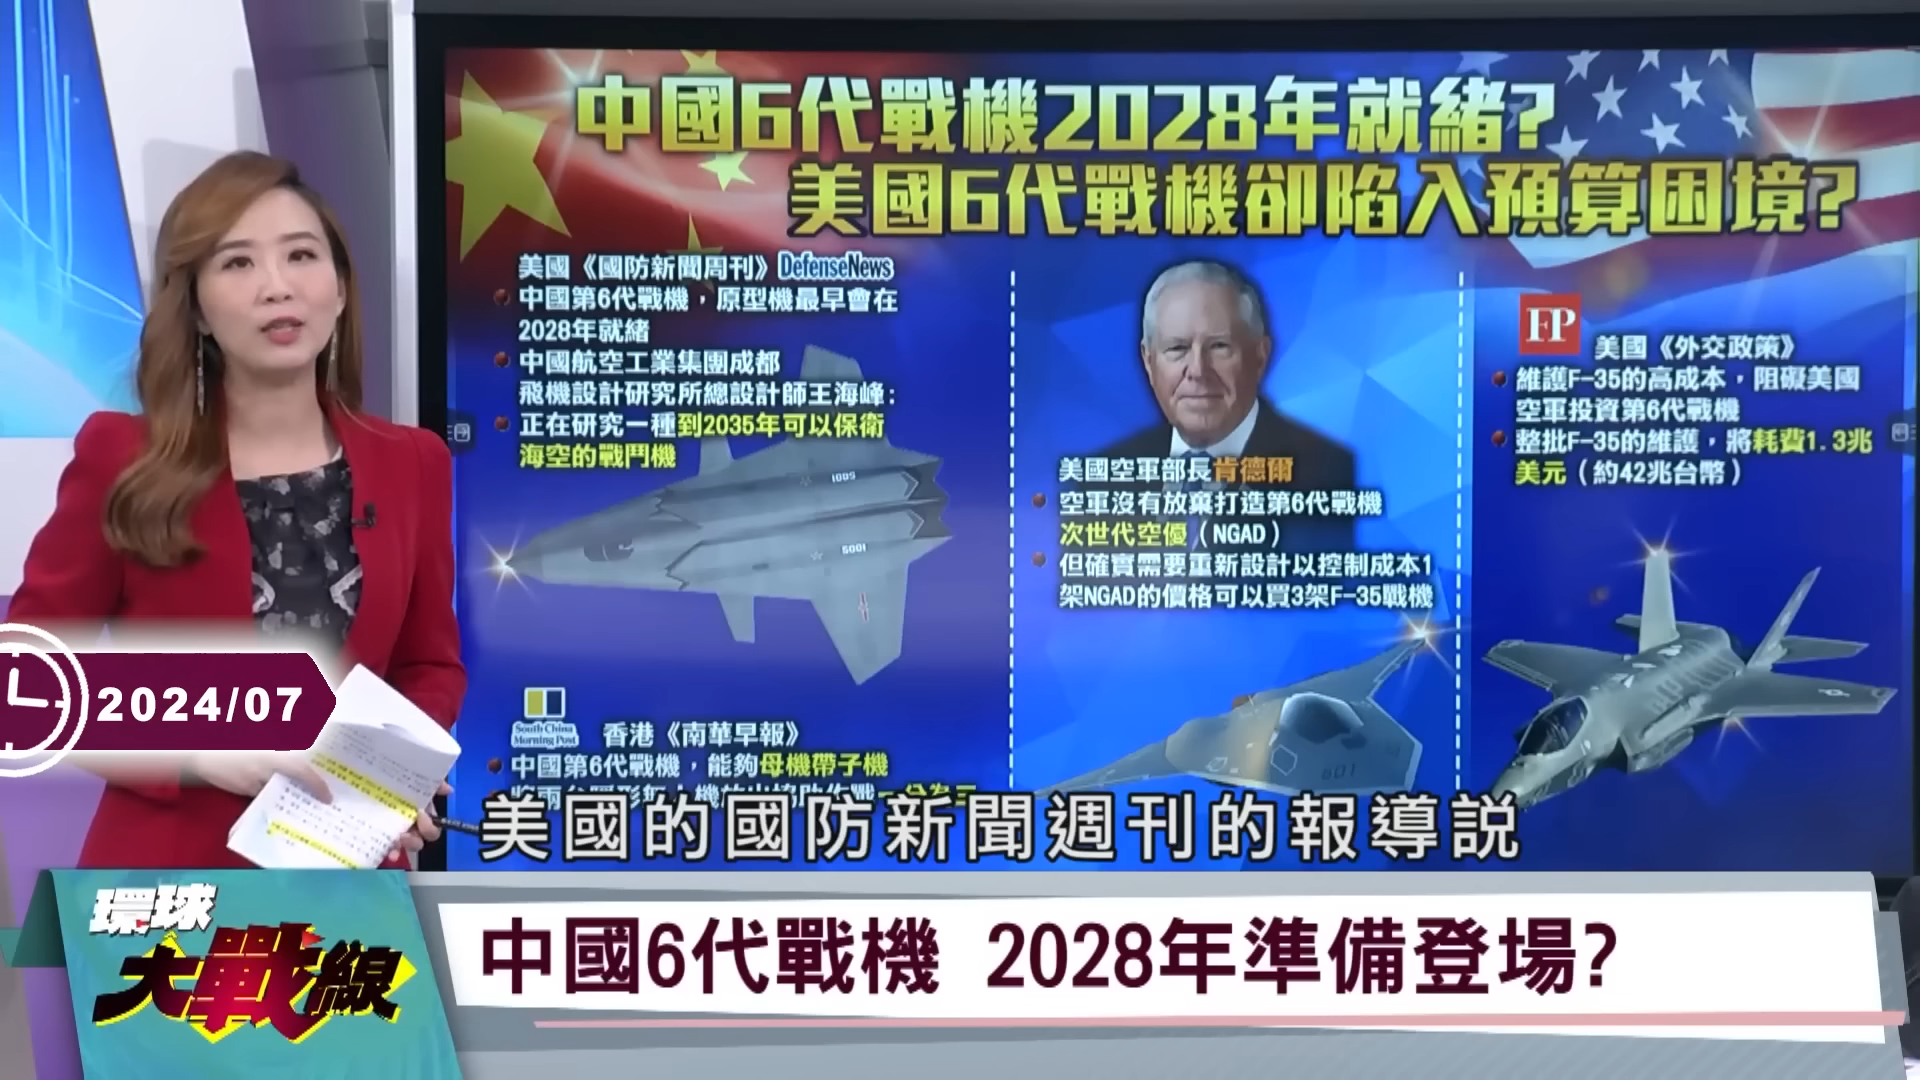 中國6代戰機2028年就緒?
美國6代戰機卻陷入預算困境?
美國《國防新聞周刊》DefenseNews
中國第6代戰機，原型機最早會在
2028年就緒
中國航空工業集團成都
飛機設計研究所總設計師王海峰:
正在研究一種到2035年可以保衛
海空的戰鬥機
1009
6001
South China
Morning Post
香港《南華早報》
中國第6代戰機，能夠母機帶子機
美國空軍部長肯德爾
空軍沒有放棄打造第6代戰機
次世代空優（NGAD）
但確實需要重新設計以控制成本1
架NGAD的價格可以買3架F-35戰機
601
FP
美國《外交政策》
維護F-35的高成本，阻礙美國
空軍投資第6代戰機
整批F-35的維護，將耗費1.3兆
美元（約42兆台幣）
2024/07
美國的國防新聞週刊的報導説
環球
大戰線
中國6代戰機 2028年準備登場?